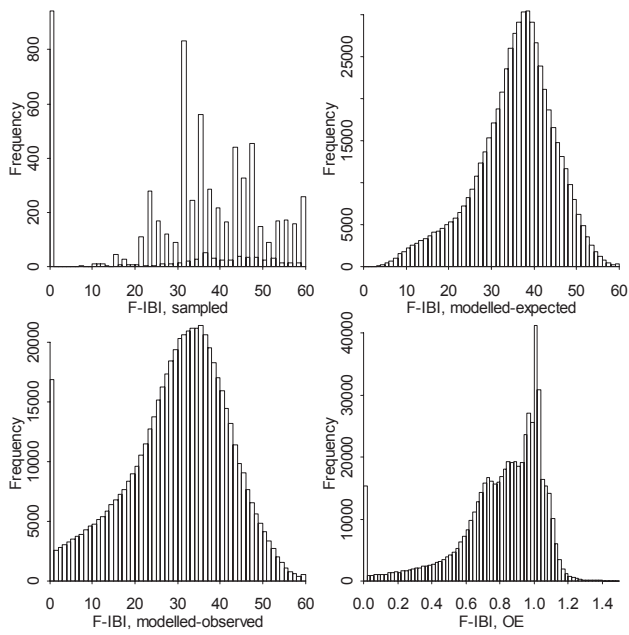 Frequency
0 200 400 600 800
0 10 20 30 40 50 60
F-IBI, sampled
Frequency
0 5000 15000 25000
0 10 20 30 40 50 60
F-IBI, modelled-expected
Frequency
0 5000 10000 15000 20000
0 10 20 30 40 50 60
F-IBI, modelled-observed
Frequency
0 10000 20000 30000 40000
0.0 0.2 0.4 0.6 0.8 1.0 1.2 1.4
F-IBI, OE